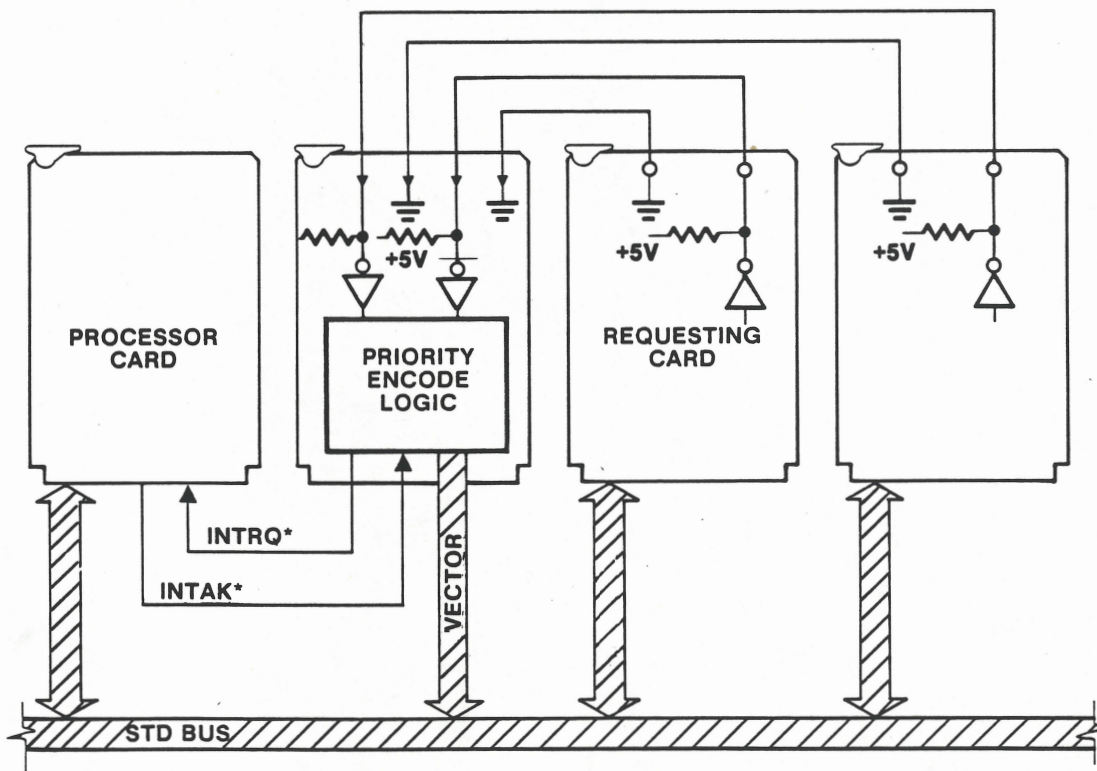 +5V
+5V
+5V
PROCESSOR
CARD
PRIORITY
ENCODE
LOGIC
REQUESTING
CARD
INTRQ*
INTAK*
VECTOR
STD BUS